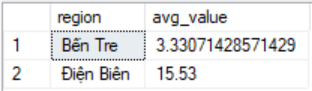 region avg_value
1 Bến Tre 3.33071428571429
2 Điện Biên 15.53